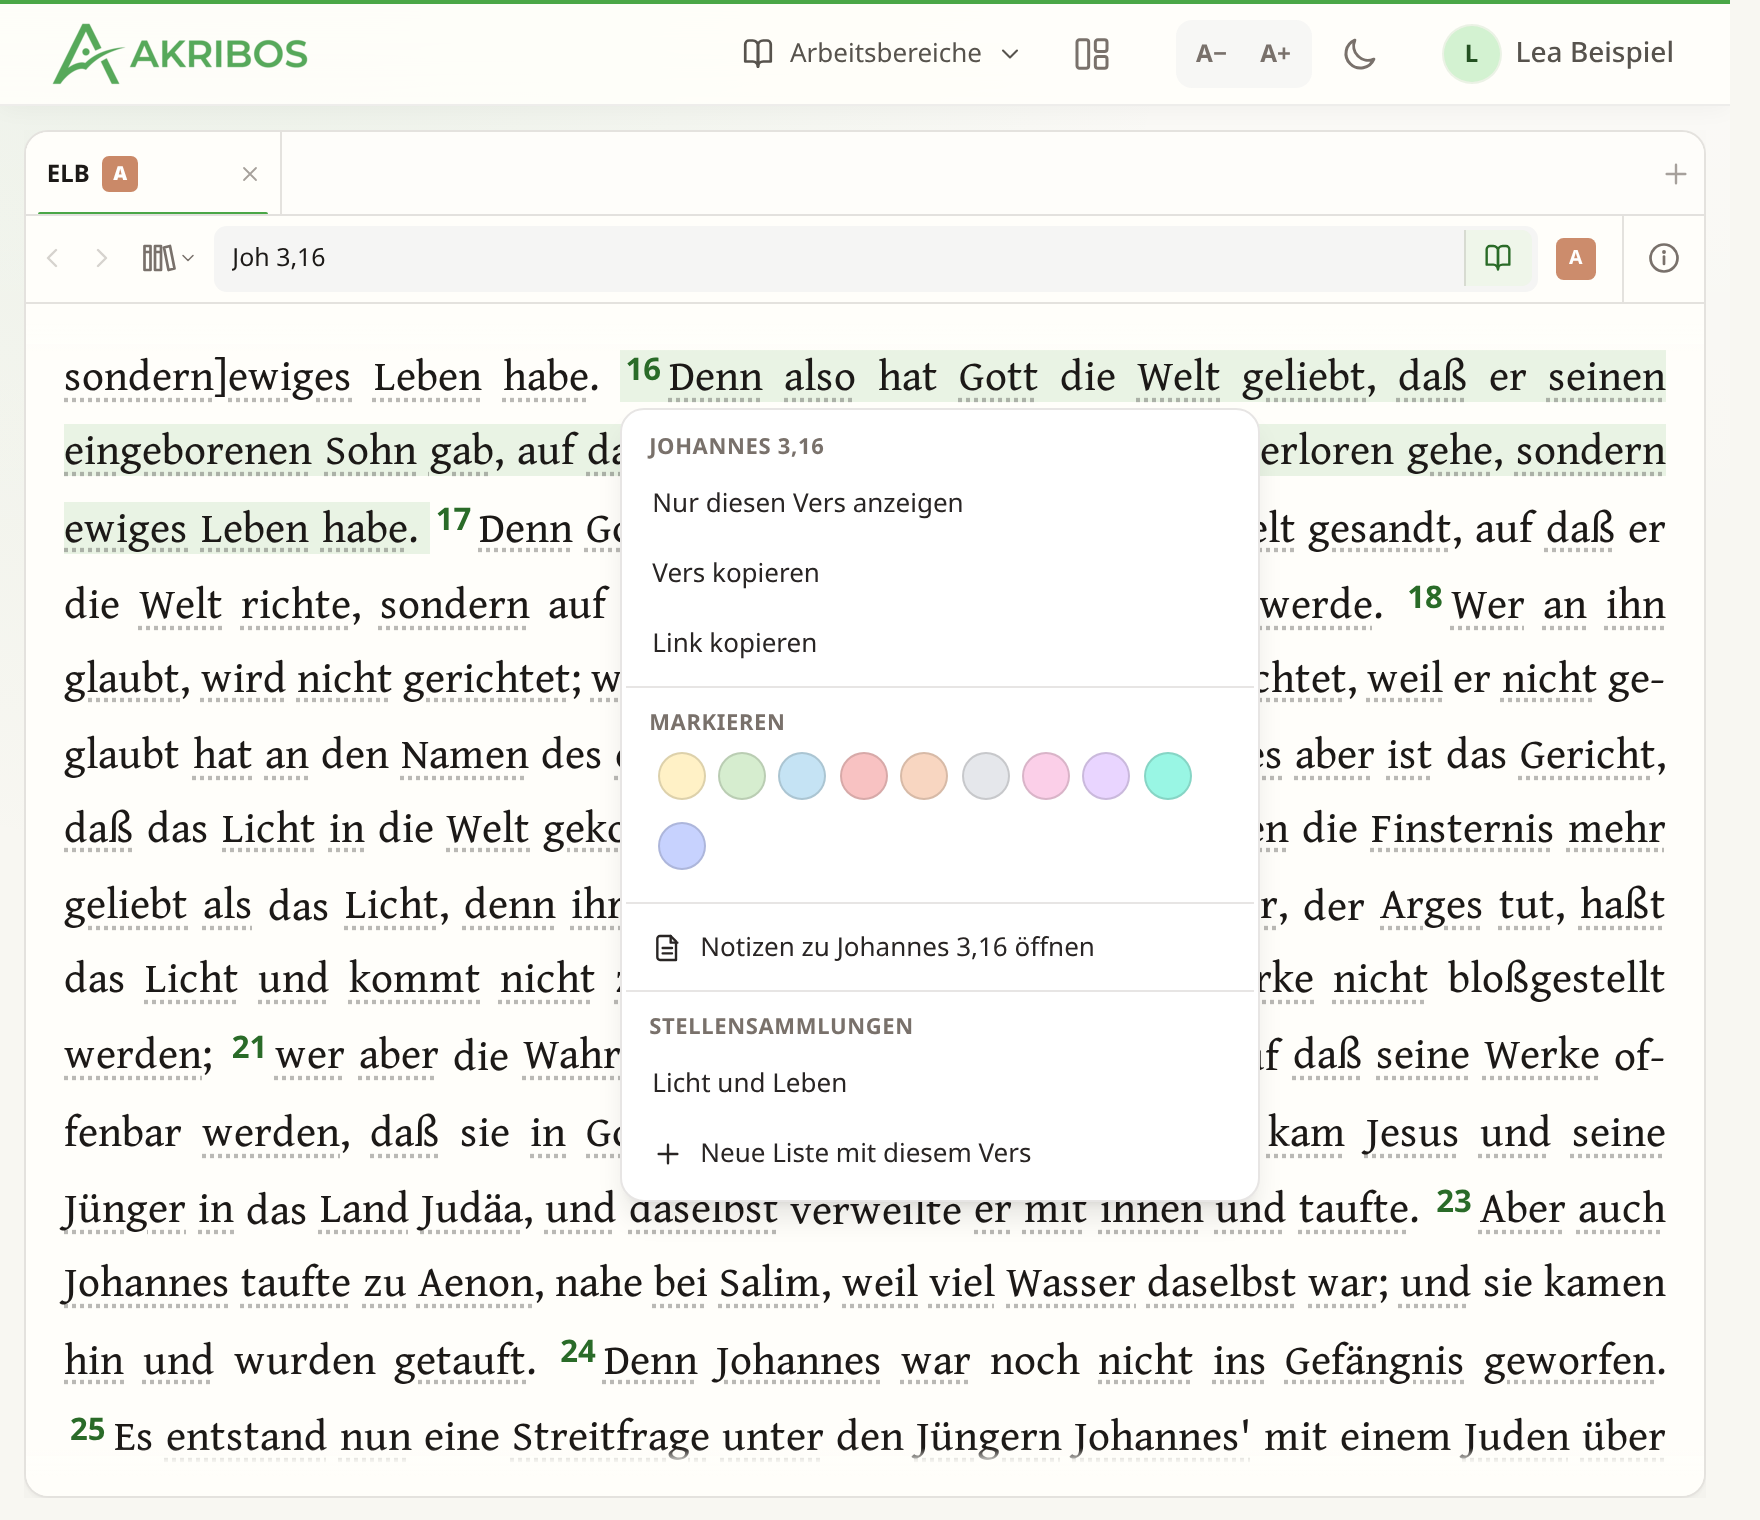 AKRIBOS
Arbeitsbereiche
A−
A+
L
Lea Beispiel
ELB
A
Joh 3,16
A
sondern]ewiges Leben habe. 16 Denn also hat Gott die Welt geliebt, daß er seinen
eingeborenen Sohn gab, auf
gehe, sondern
ewiges Leben habe. 17 Denn
gesandt, auf daß er
die Welt richte, sondern auf
werde. 18 Wer an ihn
glaubt, wird nicht gerichtet;
weil er nicht ge-
glaubt hat an den Namen des
aber ist das Gericht,
daß das Licht in die Welt
die Finsternis mehr
geliebt als das Licht, denn
der Arges tut, haßt
das Licht und kommt nicht
nicht bloßgestellt
werden; 21 wer aber die
daß seine Werke of-
fenbar werden, daß sie in
kam Jesus und seine
Jünger in das Land Judäa, und daselbst verweilte er mit ihnen und taufte. 23 Aber auch
Johannes taufte zu Aenon, nahe bei Salim, weil viel Wasser daselbst war; und sie kamen
hin und wurden getauft. 24 Denn Johannes war noch nicht ins Gefängnis geworfen.
25 Es entstand nun eine Streitfrage unter den Jüngern Johannes' mit einem Juden über
JOHANNES 3,16
Nur diesen Vers anzeigen
Vers kopieren
Link kopieren
MARKIEREN
Notizen zu Johannes 3,16 öffnen
STELLENSAMMLUNGEN
Licht und Leben
Neue Liste mit diesem Vers